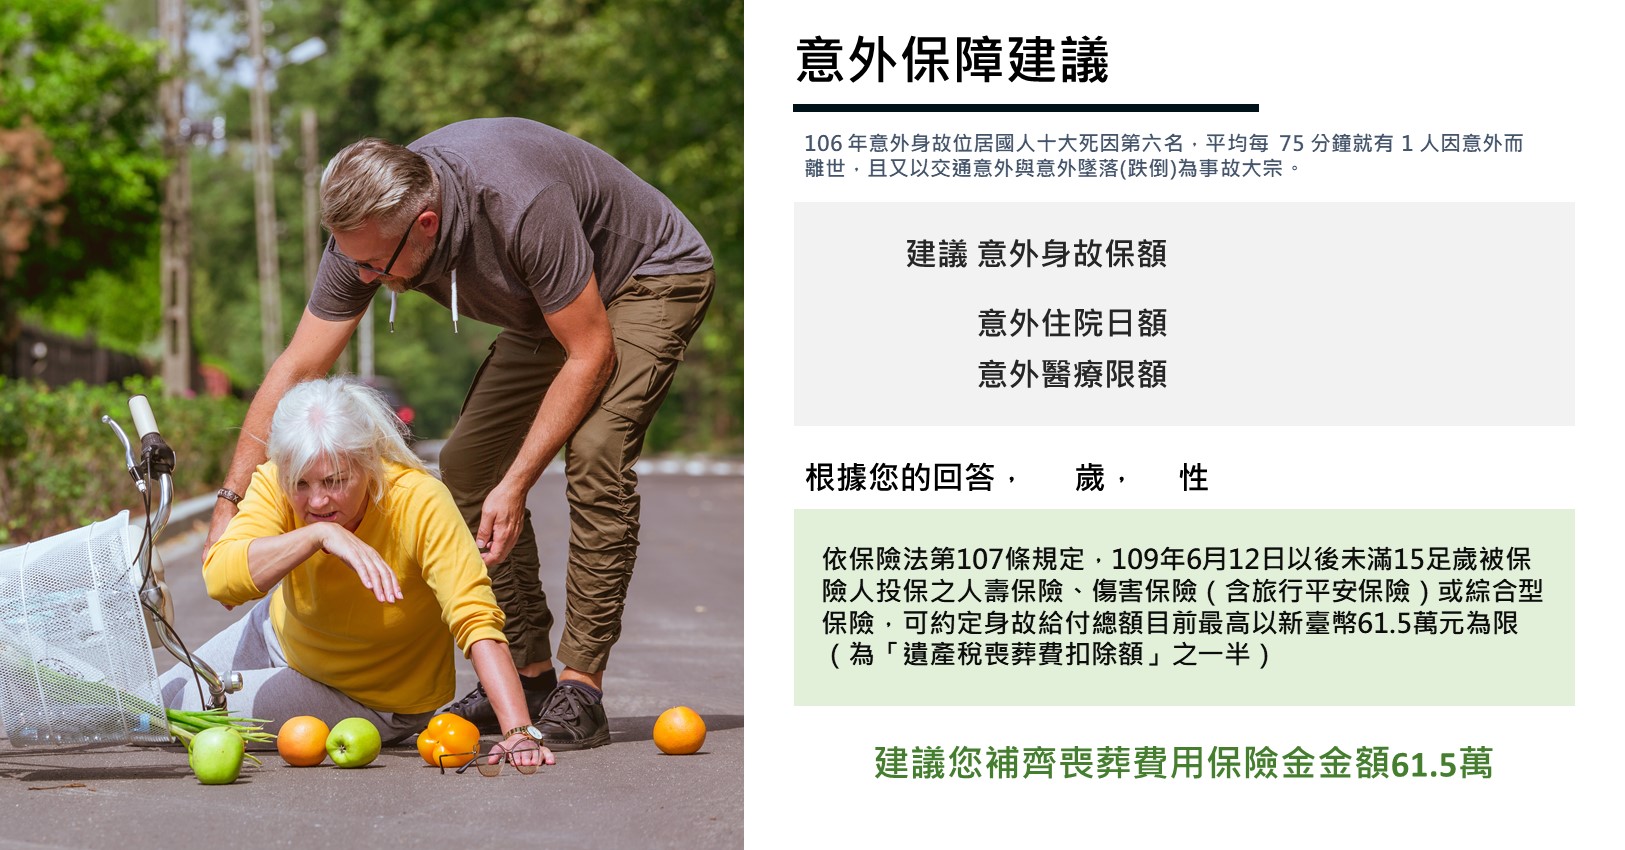 意外保障建議
106 年意外身故位居國人十大死因第六名，平均每 75 分鐘就有 1 人因意外而
離世，且又以交通意外與意外墜落(跌倒)為事故大宗。
建議 意外身故保額
意外住院日額
意外醫療限額
根據您的回答， 歲， 性
依保險法第107條規定，109年6月12日以後未滿15足歲被保
險人投保之人壽保險、傷害保險（含旅行平安保險）或綜合型
保險，可約定身故給付總額目前最高以新臺幣61.5萬元為限
（為「遺產稅喪葬費扣除額」之一半）
建議您補齊喪葬費用保險金金額61.5萬